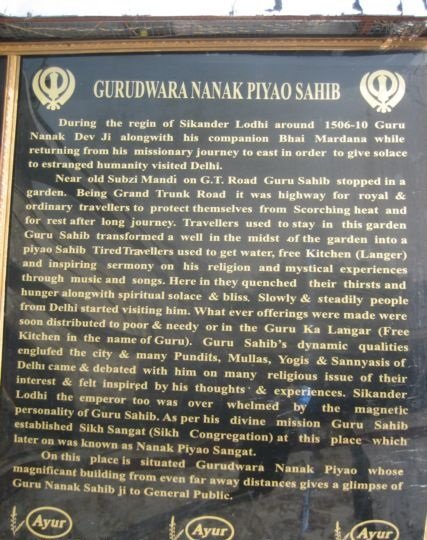 GURUDWARA NANAK PIYAO SAHIB
During the regin of Sikander Lodhi around 1506-10 Guru
Nanak Dev Ji alongwith his companion Bhai Mardana while
returning from his missionary journey to east in order to give solace
to estranged humanity visited Delhi.
Near old Subzi Mandi on G.T. Road Guru Sahib stopped in a
garden. Being Grand Trunk Road it was highway for royal &
ordinary travellers to protect themselves from Scorching heat and
for rest after long journey. Travellers used to stay in this garden
Guru Sahib transformed a well in the midst of the garden into a
piyao Sahib Tired Travellers used to get water, free Kitchen (Langer)
and inspiring sermony on his religion and mystical experiences
through music and songs. Here in they quenched their thirsts and
hunger alongwith spiritual solace & bliss. Slowly & steadily people
from Delhi started visiting him. What ever offerings were made were
soon distributed to poor & needy or in the Guru Ka Langar (Free
Kitchen in the name of Guru). Guru Sahib's dynamic qualities
englufed the city & many Pundits, Mullas, Yogis & Sannyasis of
Delhi came & debated with him on many religious issue of their
interest & felt inspired by his thoughts & experiences. Sikander
Lodhi the emperor too was over whelmed by the magnetic
personality of Guru Sahib. As per his divine mission Guru Sahib
established Sikh Sangat (Sikh Congregation) at this place which
later on was known as Nanak Piyao Sangat.
On this place is situated Gurudwara Nanak Piyao whose
magnificant building from even far away distances gives a glimpse of
Guru Nanak Sahib ji to General Public.
Ayur Ayur Ayur